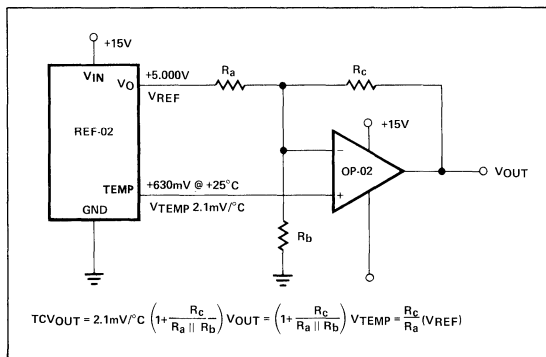 +15V
VIN
VO
+5.000V
VREF
Ra
Rc
REF-02
+15V
OP-02
−
+
VOUT
TEMP
+630mV @ +25°C
VTEMP 2.1mV/°C
GND
Rb
TCVOUT = 2.1mV/°C (1+ Rc / Ra || Rb) VOUT = (1+ Rc / Ra || Rb) VTEMP = Rc / Ra (VREF)